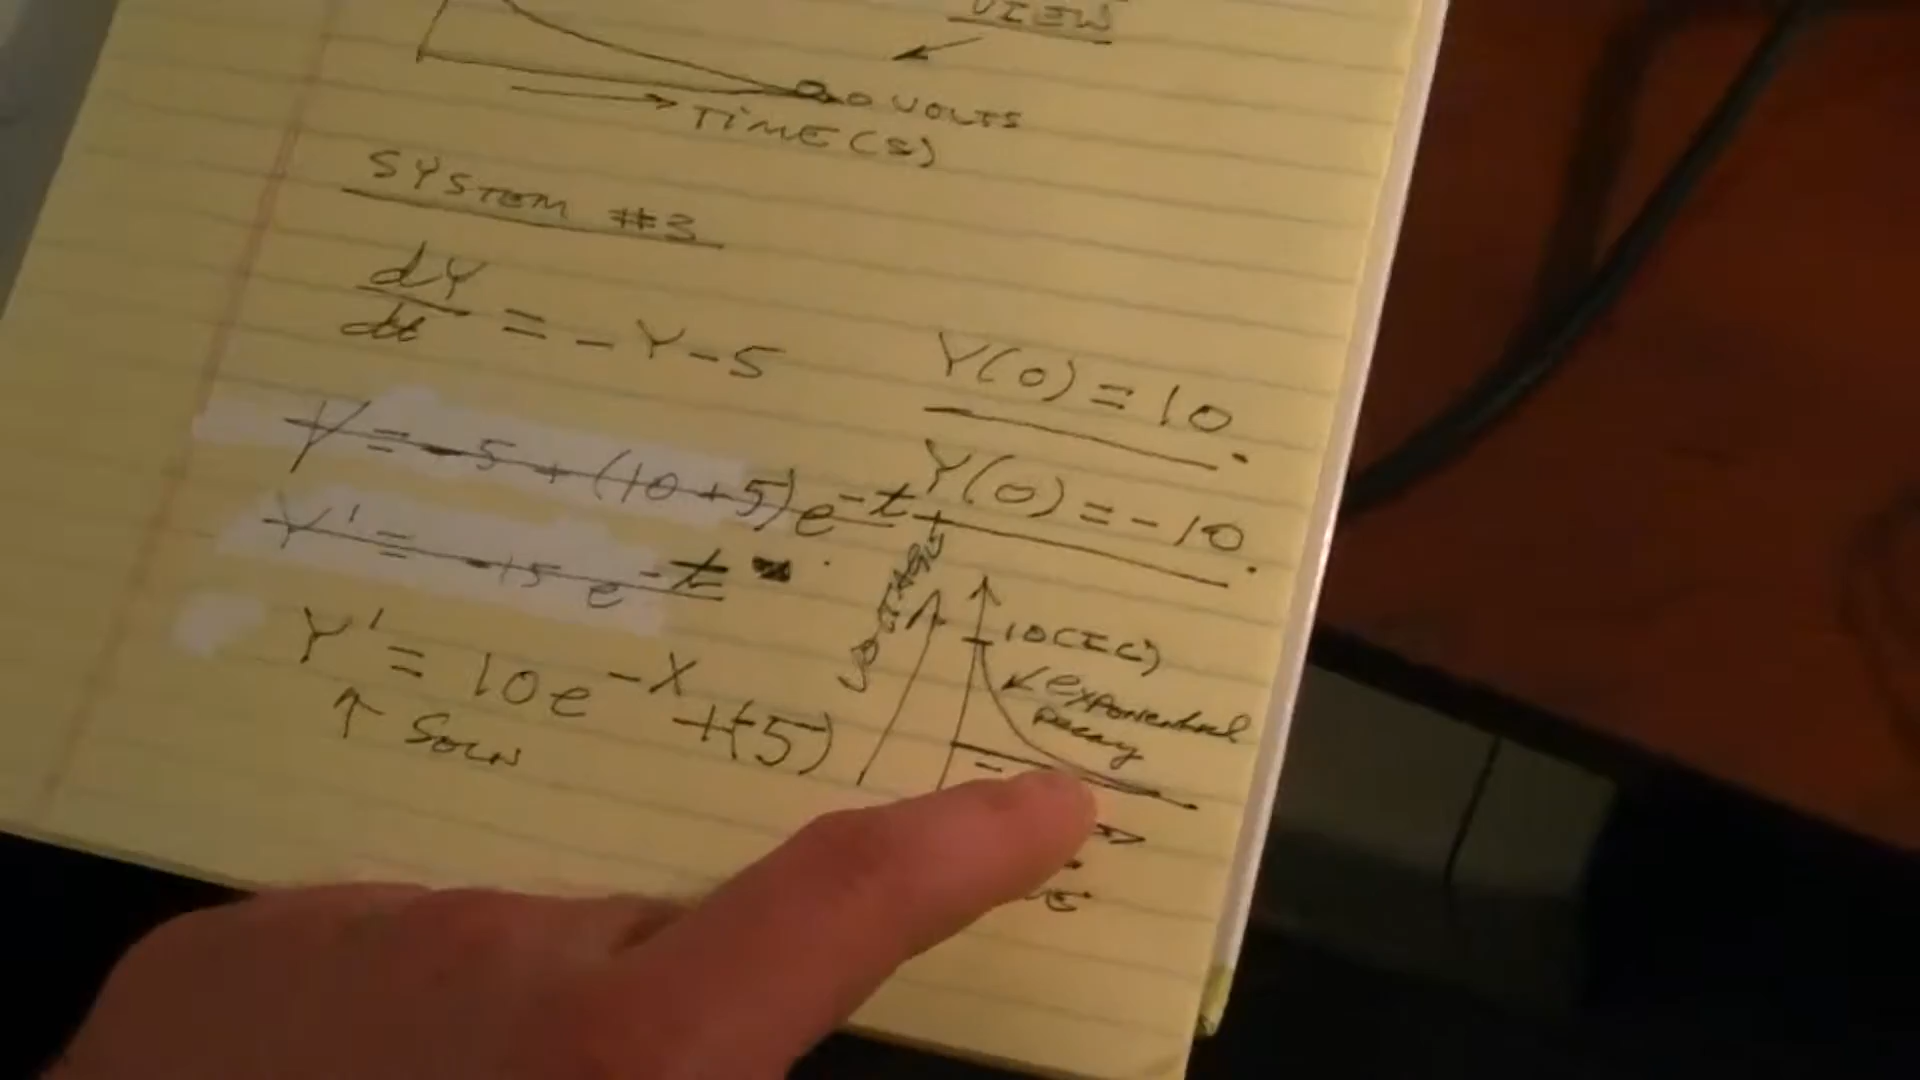 VIEW
0 VOLTS
TIME(S)
SYSTEM #3
dY/dt = -Y-5
Y(0)=10
Y = -5+(10+5)e^-t
Y(0)=-10
Y' = -15e^-t
VOLTAGE
10(IC)
exponential
Decay
Y' = 10e^-x +(-5)
↑ SOLN